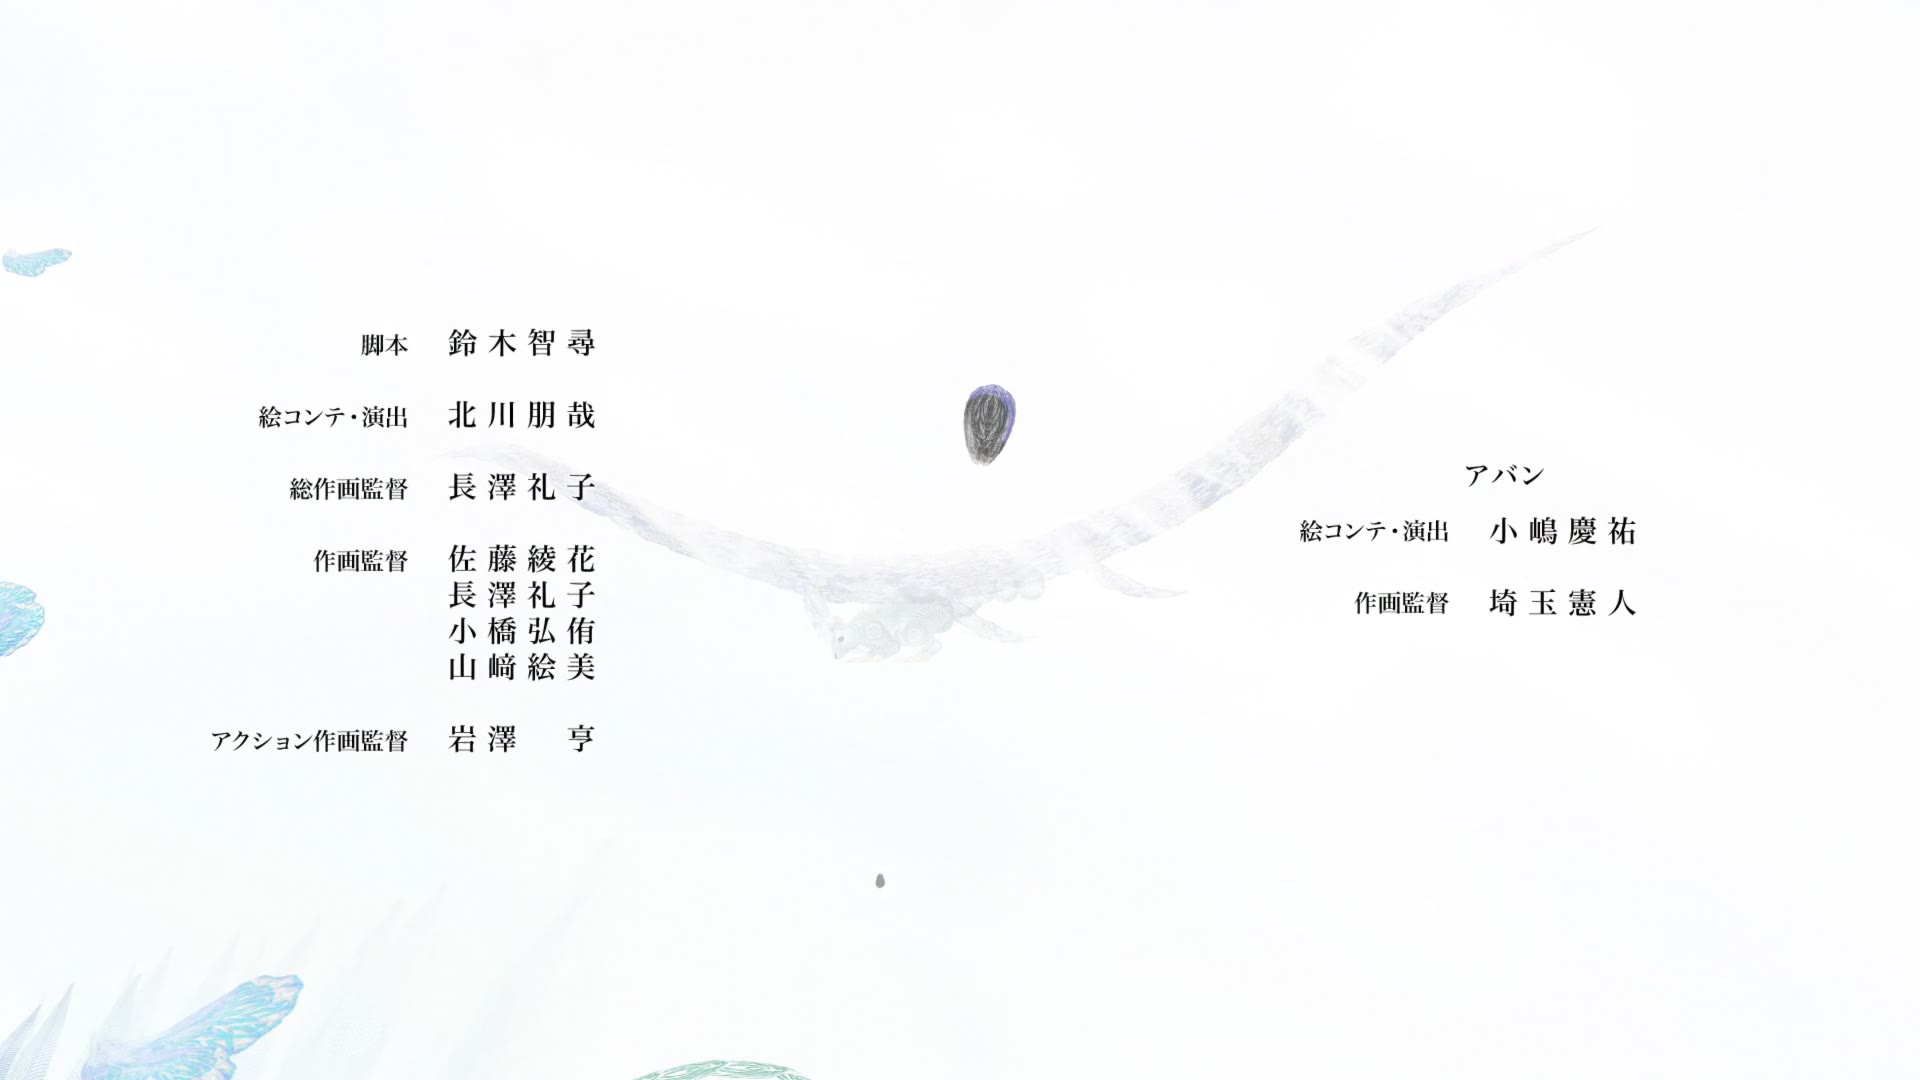 脚本 鈴木智尋
絵コンテ・演出 北川朋哉
総作画監督 長澤礼子
作画監督 佐藤綾花
長澤礼子
小橋弘侑
山﨑絵美
アクション作画監督 岩澤 亨
アバン
絵コンテ・演出 小嶋慶祐
作画監督 埼玉憲人